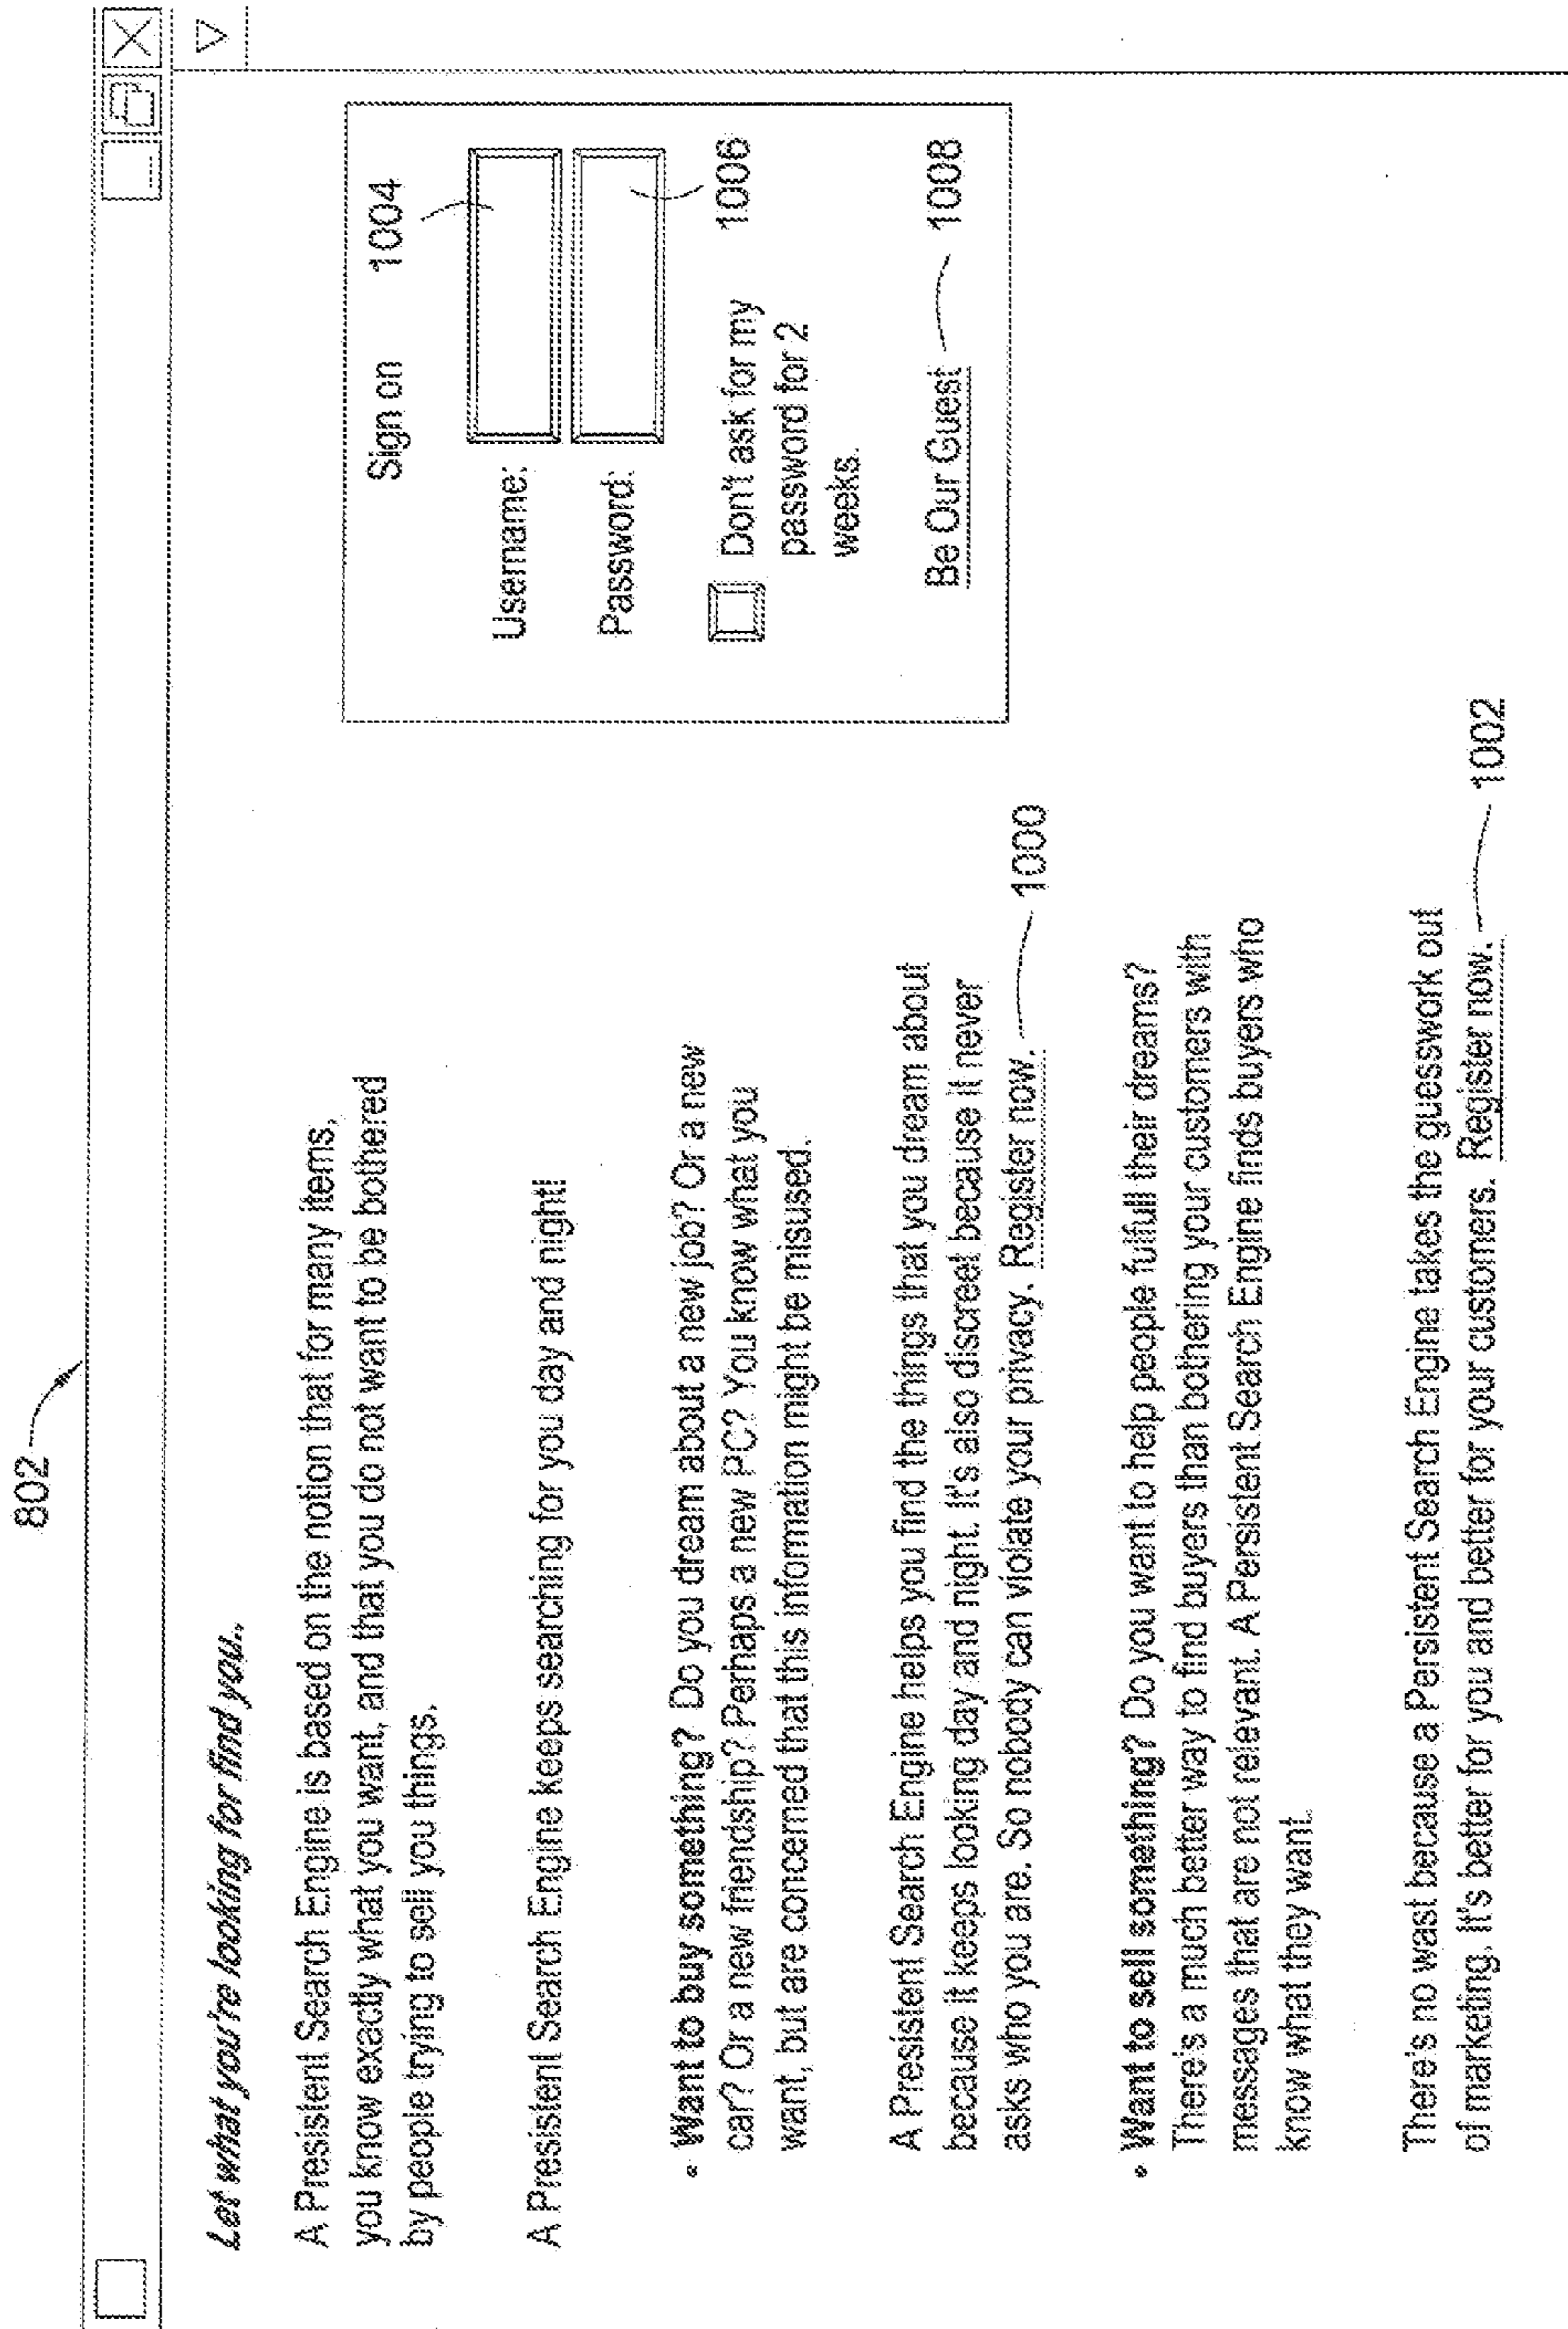 802
Let what you're looking for find you..
A Presistent Search Engine is based on the notion that for many items,
you know exactly what you want, and that you do not want to be bothered
by people trying to sell you things.
A Presistent Search Engine keeps searching for you day and night!
• Want to buy something? Do you dream about a new job? Or a new
car? Or a new friendship? Perhaps a new PC? You know what you
want, but are concerned that this information might be misused.
A Presistent Search Engine helps you find the things that you dream about
because it keeps looking day and night. It's also discreet because it never
asks who you are. So nobody can violate your privacy. Register now. 1000
• Want to sell something? Do you want to help people fulfull their dreams?
There's a much better way to find buyers than bothering your customers with
messages that are not relevant. A Persistent Search Engine finds buyers who
know what they want.
There's no wast because a Persistent Search Engine takes the guesswork out
of marketing. It's better for you and better for your customers. Register now. 1002
Sign on 1004
Username:
Password:
Don't ask for my 1006
password for 2
weeks.
Be Our Guest 1008